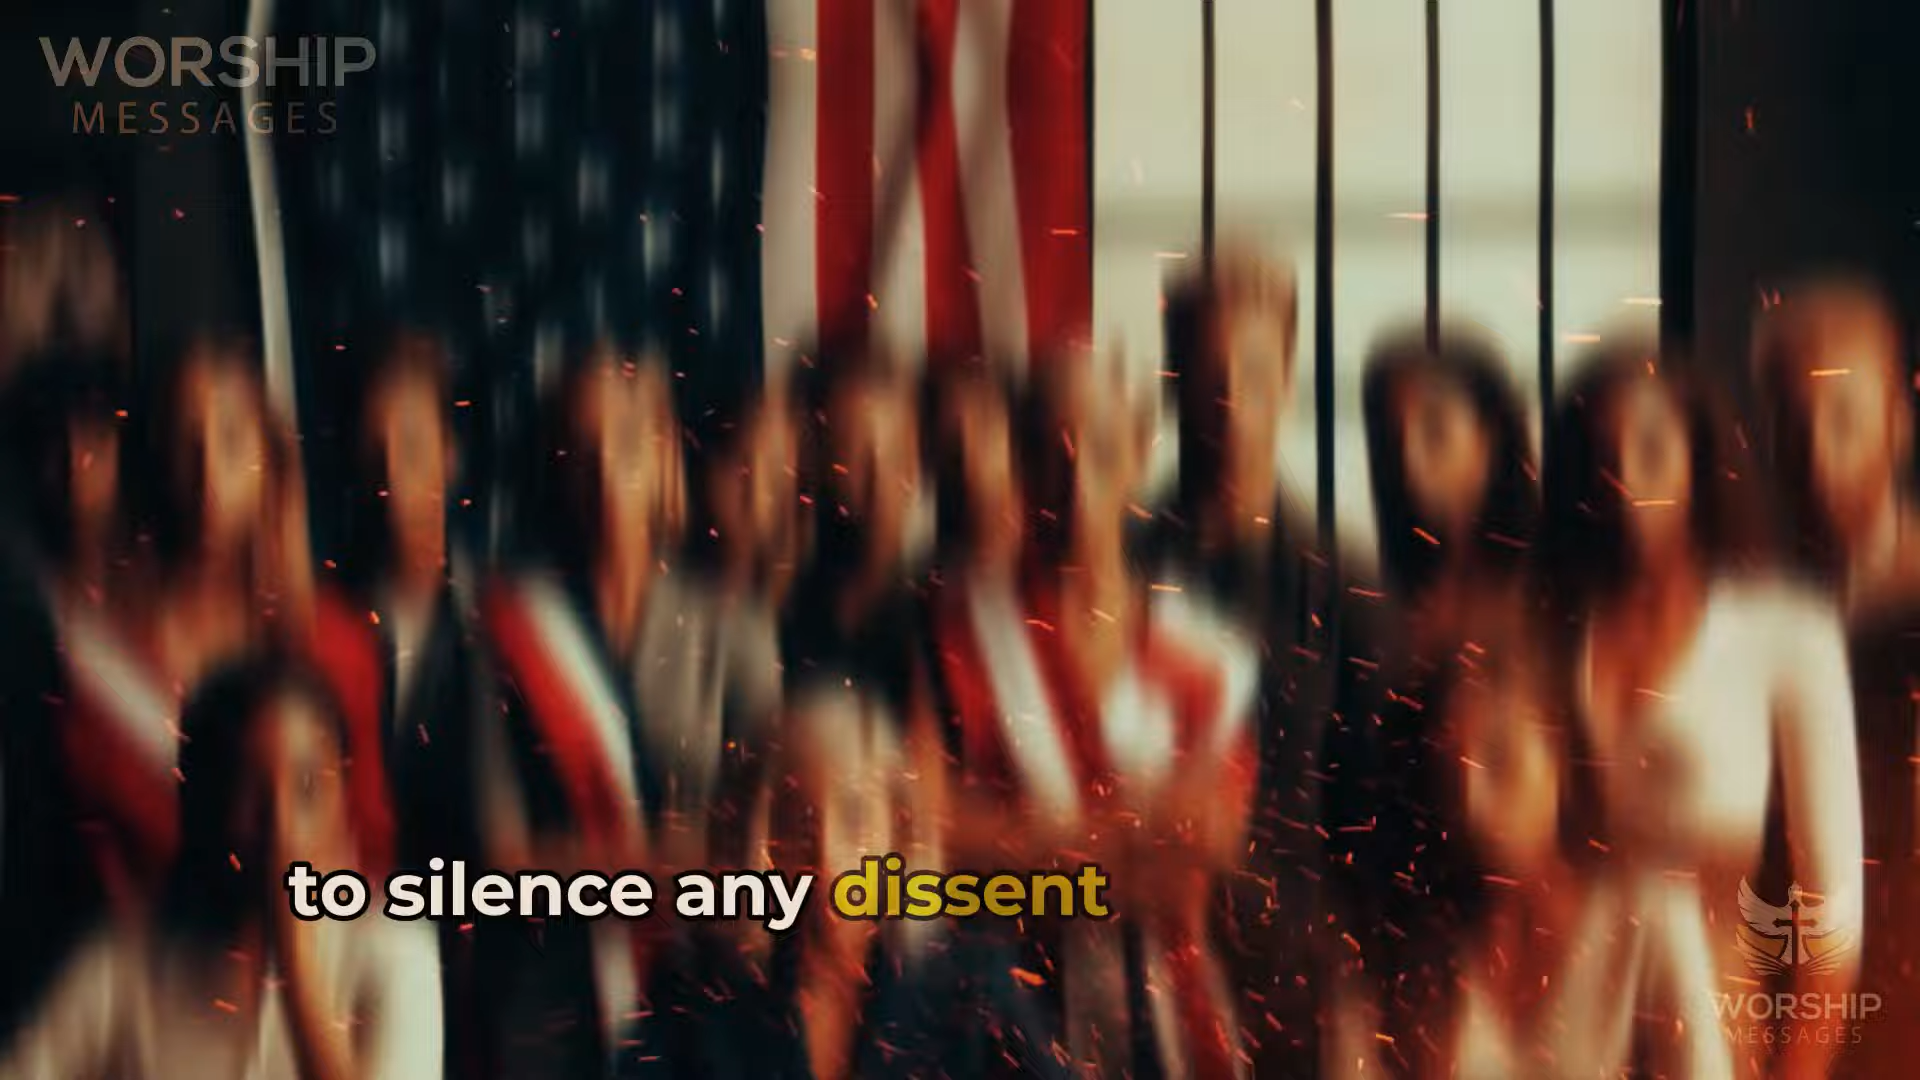 WORSHIP
MESSAGES
to silence any dissent
WORSHIP
MESSAGES